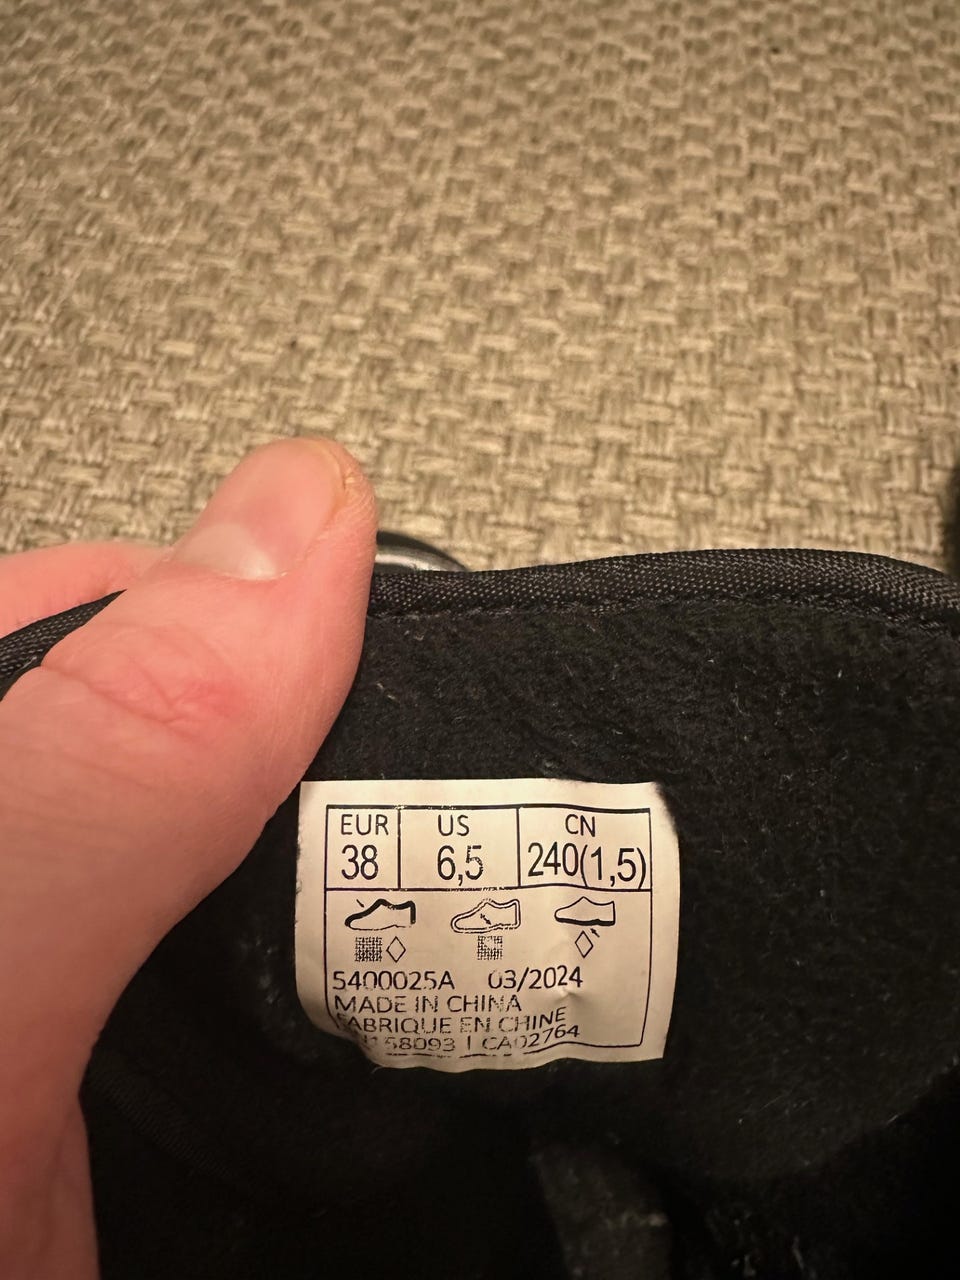 EUR US CN
38 6,5 240(1,5)
5400025A 03/2024
MADE IN CHINA
FABRIQUE EN CHINE
CA02764